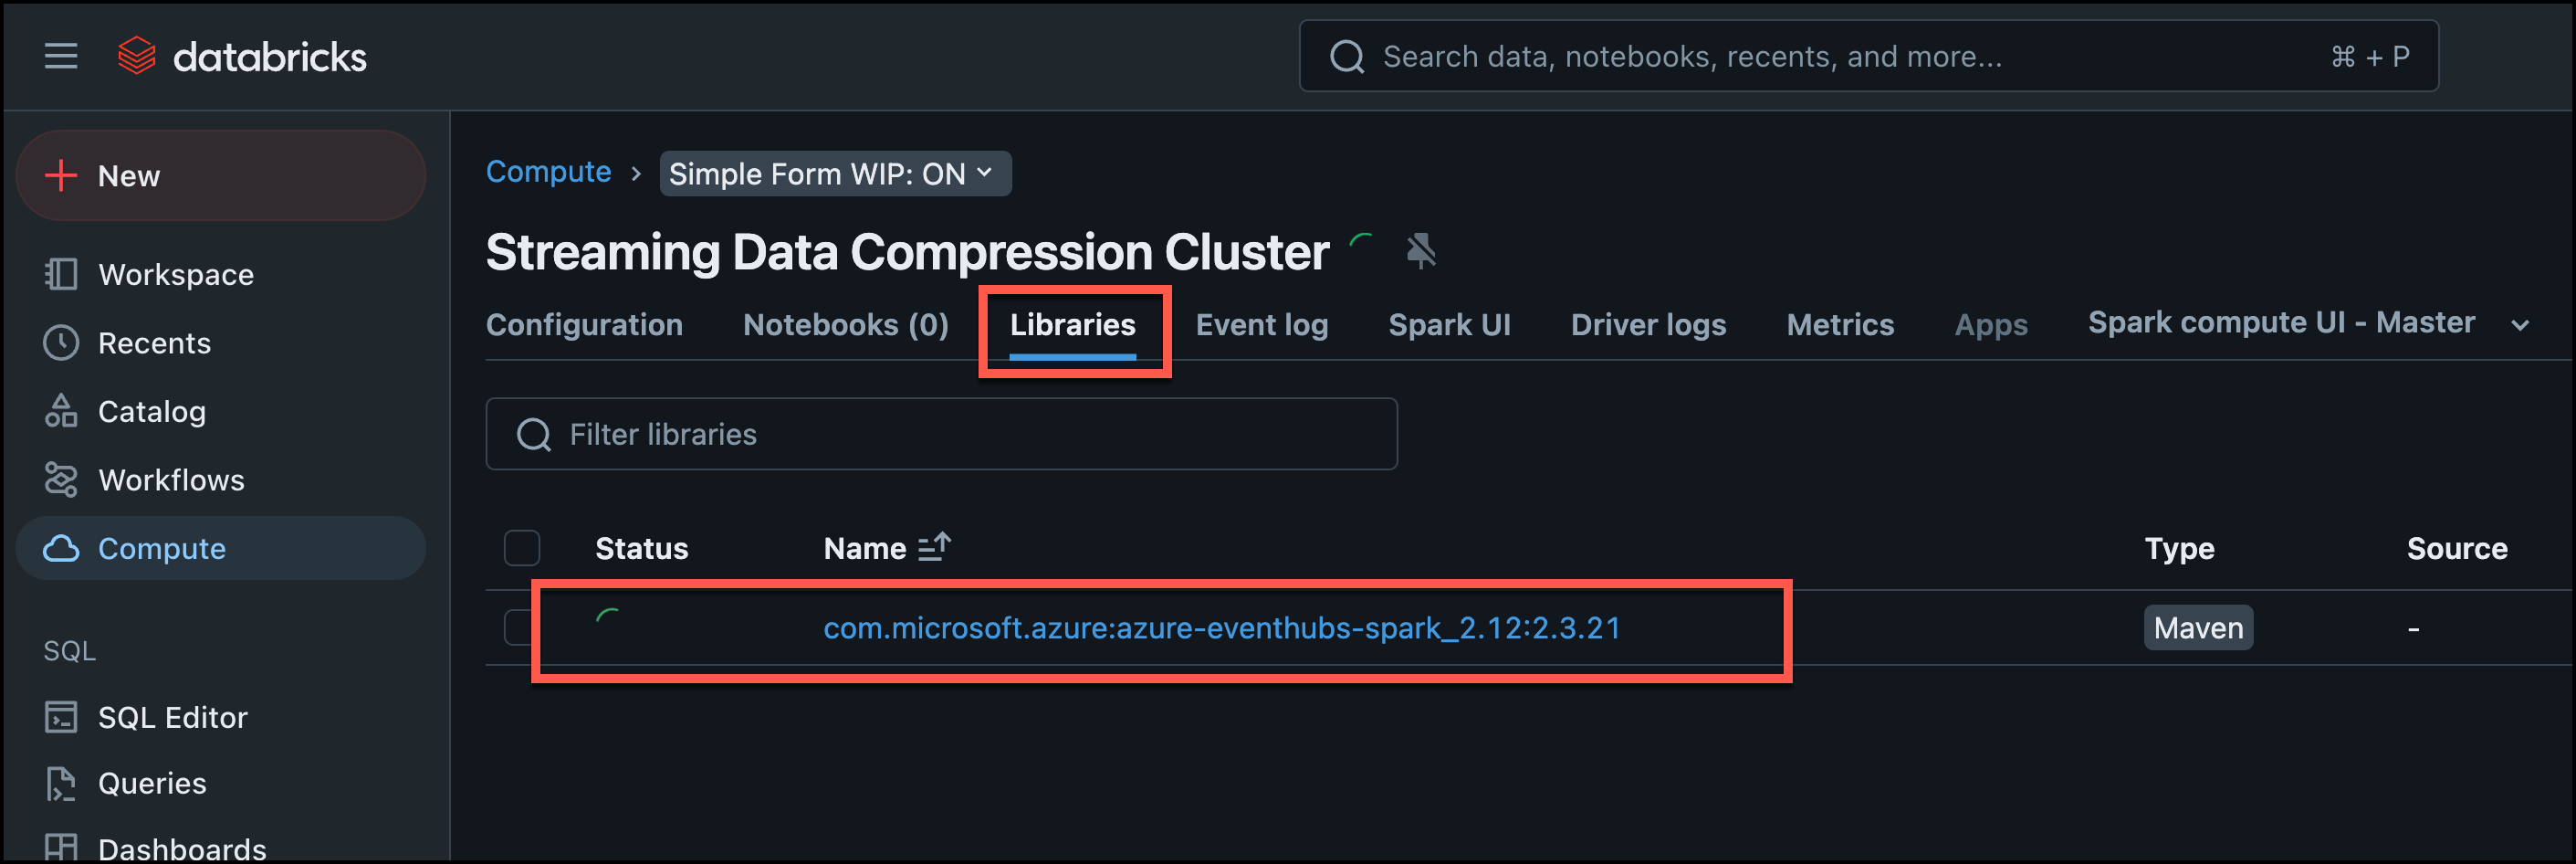 databricks
Search data, notebooks, recents, and more...
⌘ + P
New
Workspace
Recents
Catalog
Workflows
Compute
SQL
SQL Editor
Queries
Dashboards
Compute › Simple Form WIP: ON
Streaming Data Compression Cluster
Configuration Notebooks (0) Libraries Event log Spark UI Driver logs Metrics Apps Spark compute UI - Master
Filter libraries
Status Name Type Source
com.microsoft.azure:azure-eventhubs-spark_2.12:2.3.21 Maven -